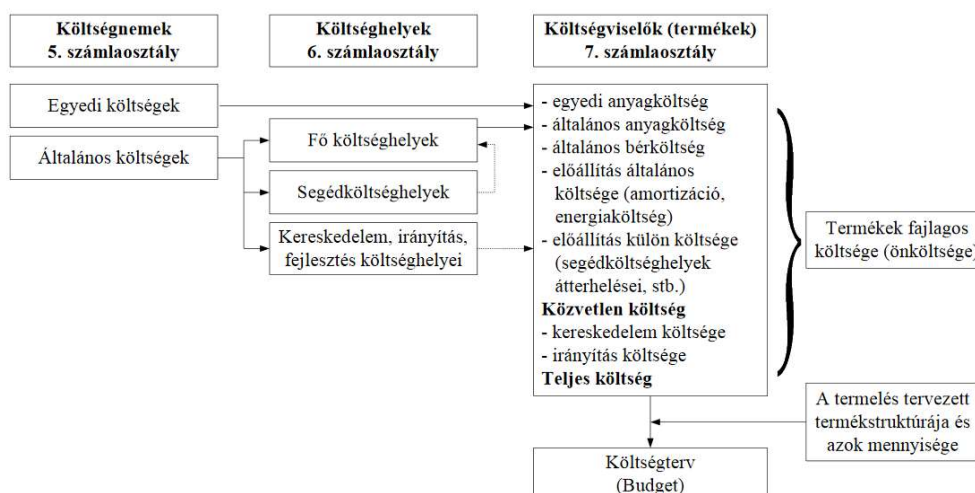 Költségnemek
5. számlaosztály
Költséghelyek
6. számlaosztály
Költségviselők (termékek)
7. számlaosztály
Egyedi költségek
Általános költségek
Fő költséghelyek
Segédköltséghelyek
Kereskedelem, irányítás,
fejlesztés költséghelyei
- egyedi anyagköltség
- általános anyagköltség
- általános bérköltség
- előállítás általános
költsége (amortizáció,
energiaköltség)
- előállítás külön költsége
(segédköltséghelyek
átterhelései, stb.)
Közvetlen költség
- kereskedelem költsége
- irányítás költsége
Teljes költség
Termékek fajlagos
költsége (önköltsége)
A termelés tervezett
termékstruktúrája és
azok mennyisége
Költségterv
(Budget)